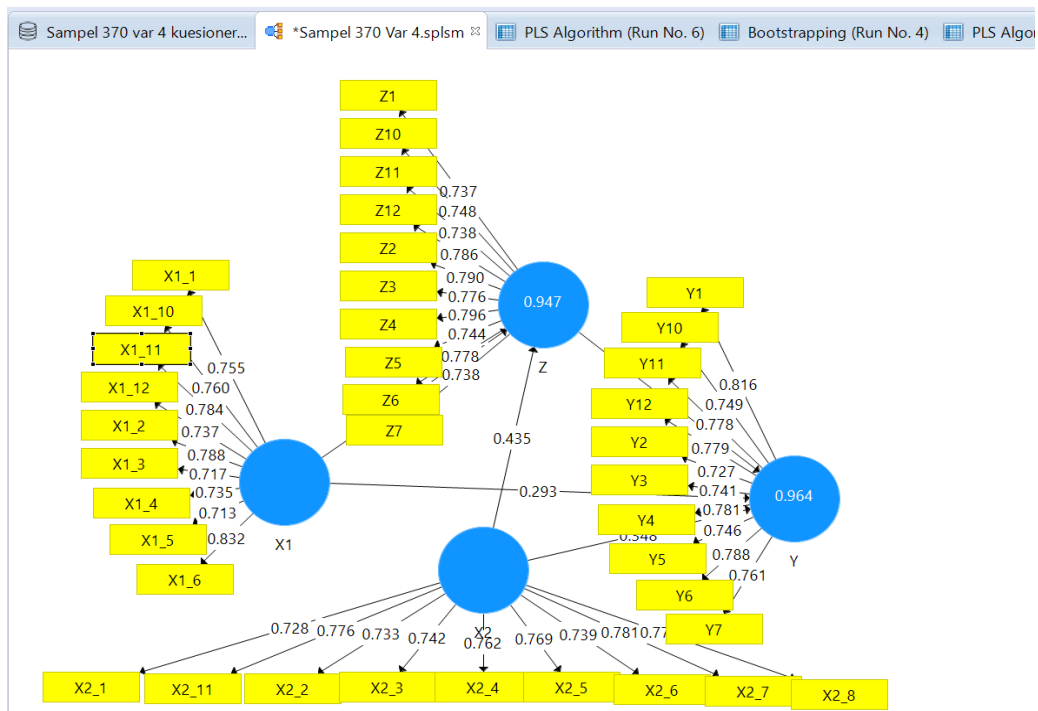 Sampel 370 var 4 kuesioner...
*Sampel 370 Var 4.splsm
PLS Algorithm (Run No. 6)
Bootstrapping (Run No. 4)
PLS Algo
Z1
Z10
Z11
Z12
Z2
Z3
Z4
Z5
Z6
Z7
0.737
0.748
0.738
0.786
0.790
0.776
0.796
0.744
0.778
0.738
0.947
Z
X1_1
X1_10
X1_11
X1_12
X1_2
X1_3
X1_4
X1_5
X1_6
0.755
0.760
0.784
0.737
0.788
0.717
0.735
0.713
0.832
X1
0.435
0.293
Y1
Y10
Y11
Y12
Y2
Y3
Y4
Y5
Y6
Y7
0.816
0.749
0.778
0.779
0.727
0.741
0.781
0.746
0.788
0.761
0.964
Y
0.348
X2
0.728
0.776
0.733
0.742
0.762
0.769
0.739
0.781
X2_1
X2_11
X2_2
X2_3
X2_4
X2_5
X2_6
X2_7
X2_8